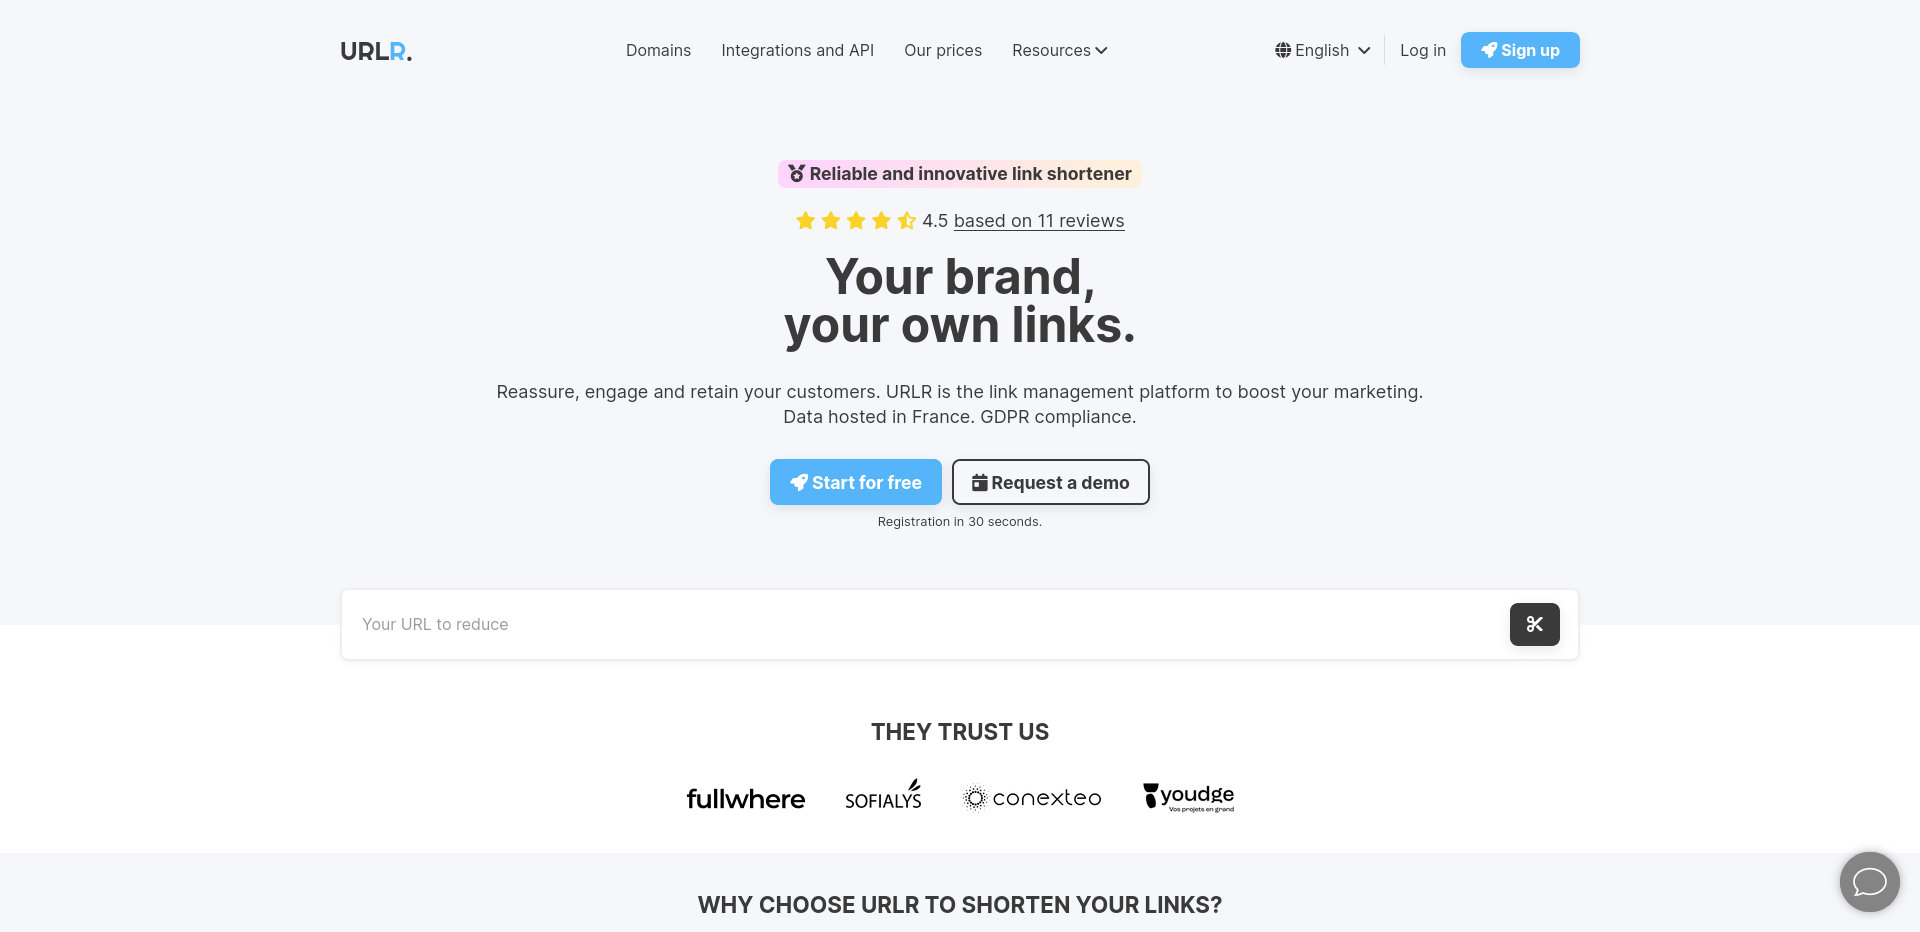 URLR.
Domains
Integrations and API
Our prices
Resources
English
Log in
Sign up
Reliable and innovative link shortener
4.5 based on 11 reviews
Your brand,
your own links.
Reassure, engage and retain your customers. URLR is the link management platform to boost your marketing.
Data hosted in France. GDPR compliance.
Start for free
Request a demo
Registration in 30 seconds.
Your URL to reduce
THEY TRUST US
fullwhere
SOFIALYS
conexteo
youdge
Vos projets en grand
WHY CHOOSE URLR TO SHORTEN YOUR LINKS?